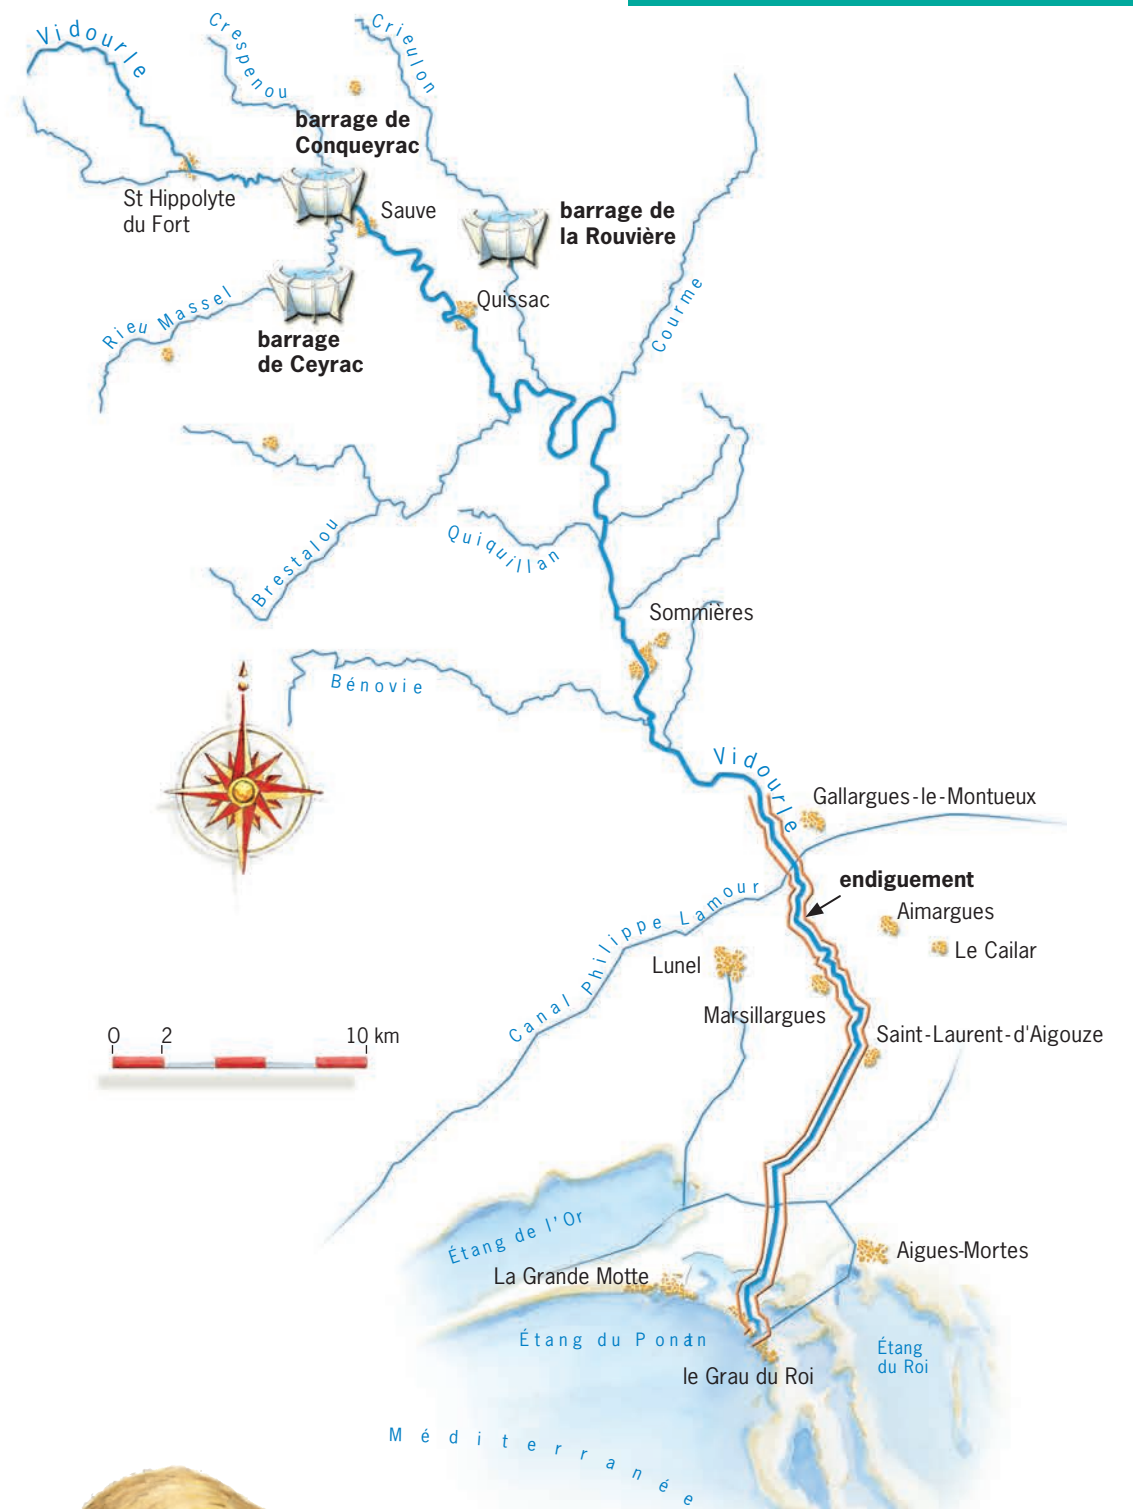 Vidourle
Crespenou
Crieulon
barrage de
Conqueyrac
St Hippolyte
du Fort
Sauve
barrage de
la Rouvière
Rieu Massel
Quissac
Courme
barrage
de Ceyrac
Quiquillan
Brestalou
Sommières
Bénovie
Vidourle
Gallargues-le-Montueux
endiguement
Canal Philippe Lamour
Aimargues
Le Cailar
Lunel
Marsillargues
Saint-Laurent-d'Aigouze
0 2 10 km
Étang de l'Or
Aigues-Mortes
La Grande Motte
Étang du Ponant
Étang
du Roi
le Grau du Roi
Méditerranée